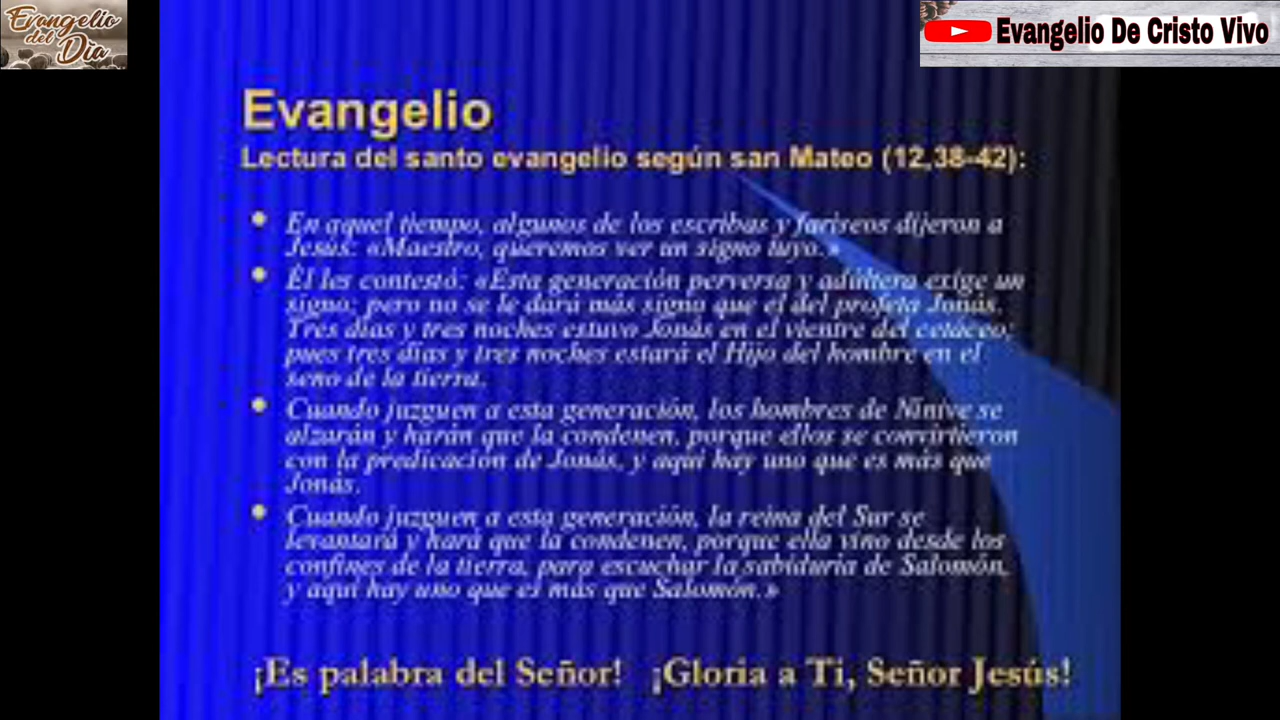 Evangelio
del
Día
Evangelio De Cristo Vivo
Evangelio
Lectura del santo evangelio según san Mateo (12,38-42):
En aquel tiempo, algunos de los escribas y fariseos dijeron a
Jesús: «Maestro, queremos ver un signo tuyo.»
Él les contestó: «Esta generación perversa y adúltera exige un
signo; pero no se le dará más signo que el del profeta Jonás.
Tres días y tres noches estuvo Jonás en el vientre del cetáceo;
pues tres días y tres noches estará el Hijo del hombre en el
seno de la tierra.
Cuando juzguen a esta generación, los hombres de Nínive se
alzarán y harán que la condenen, porque ellos se convirtieron
con la predicación de Jonás, y aquí hay uno que es más que
Jonás.
Cuando juzguen a esta generación, la reina del Sur se
levantará y hará que la condenen, porque ella vino desde los
confines de la tierra, para escuchar la sabiduría de Salomón,
y aquí hay uno que es más que Salomón.»
¡Es palabra del Señor! ¡Gloria a Ti, Señor Jesús!